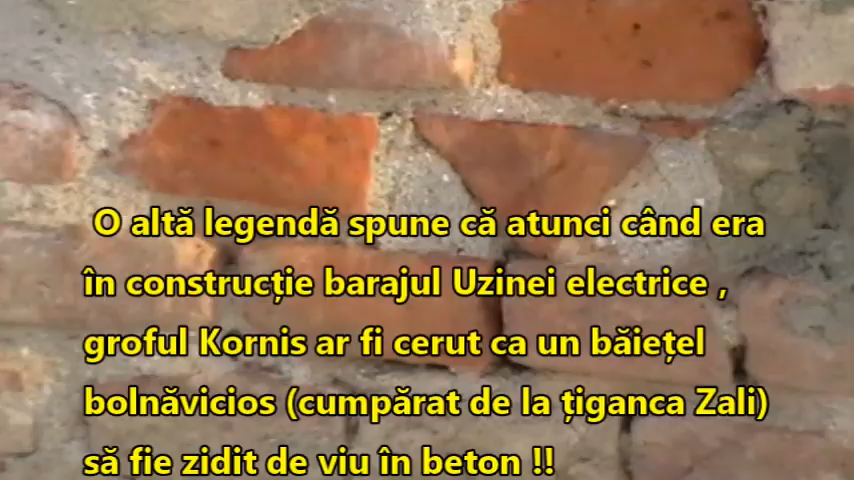 O altă legendă spune că atunci când era
în construcție barajul Uzinei electrice ,
groful Kornis ar fi cerut ca un băiețel
bolnăvicios (cumpărat de la țiganca Zali)
să fie zidit de viu în beton !!